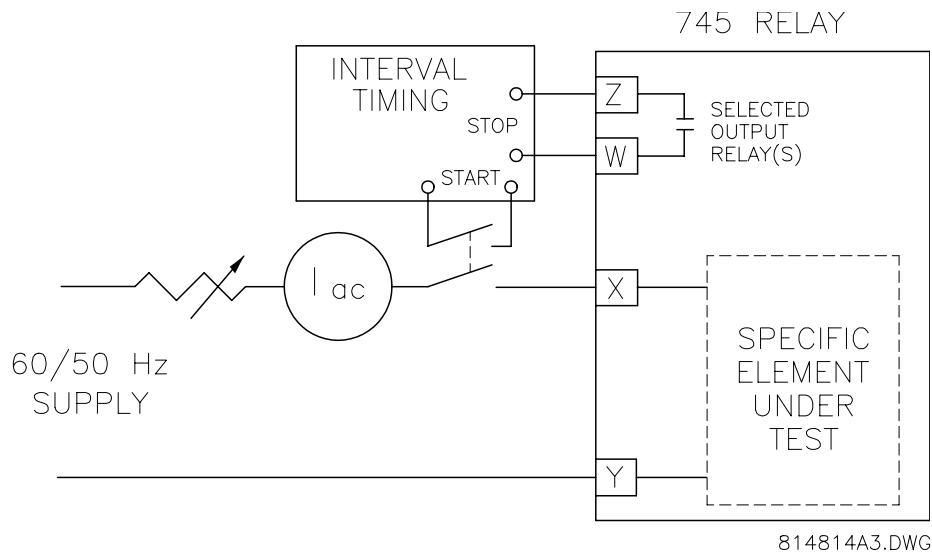 745 RELAY
INTERVAL
TIMING
STOP
START
Z
W
SELECTED
OUTPUT
RELAY(S)
I ac
X
60/50 Hz
SUPPLY
SPECIFIC
ELEMENT
UNDER
TEST
Y
814814A3.DWG